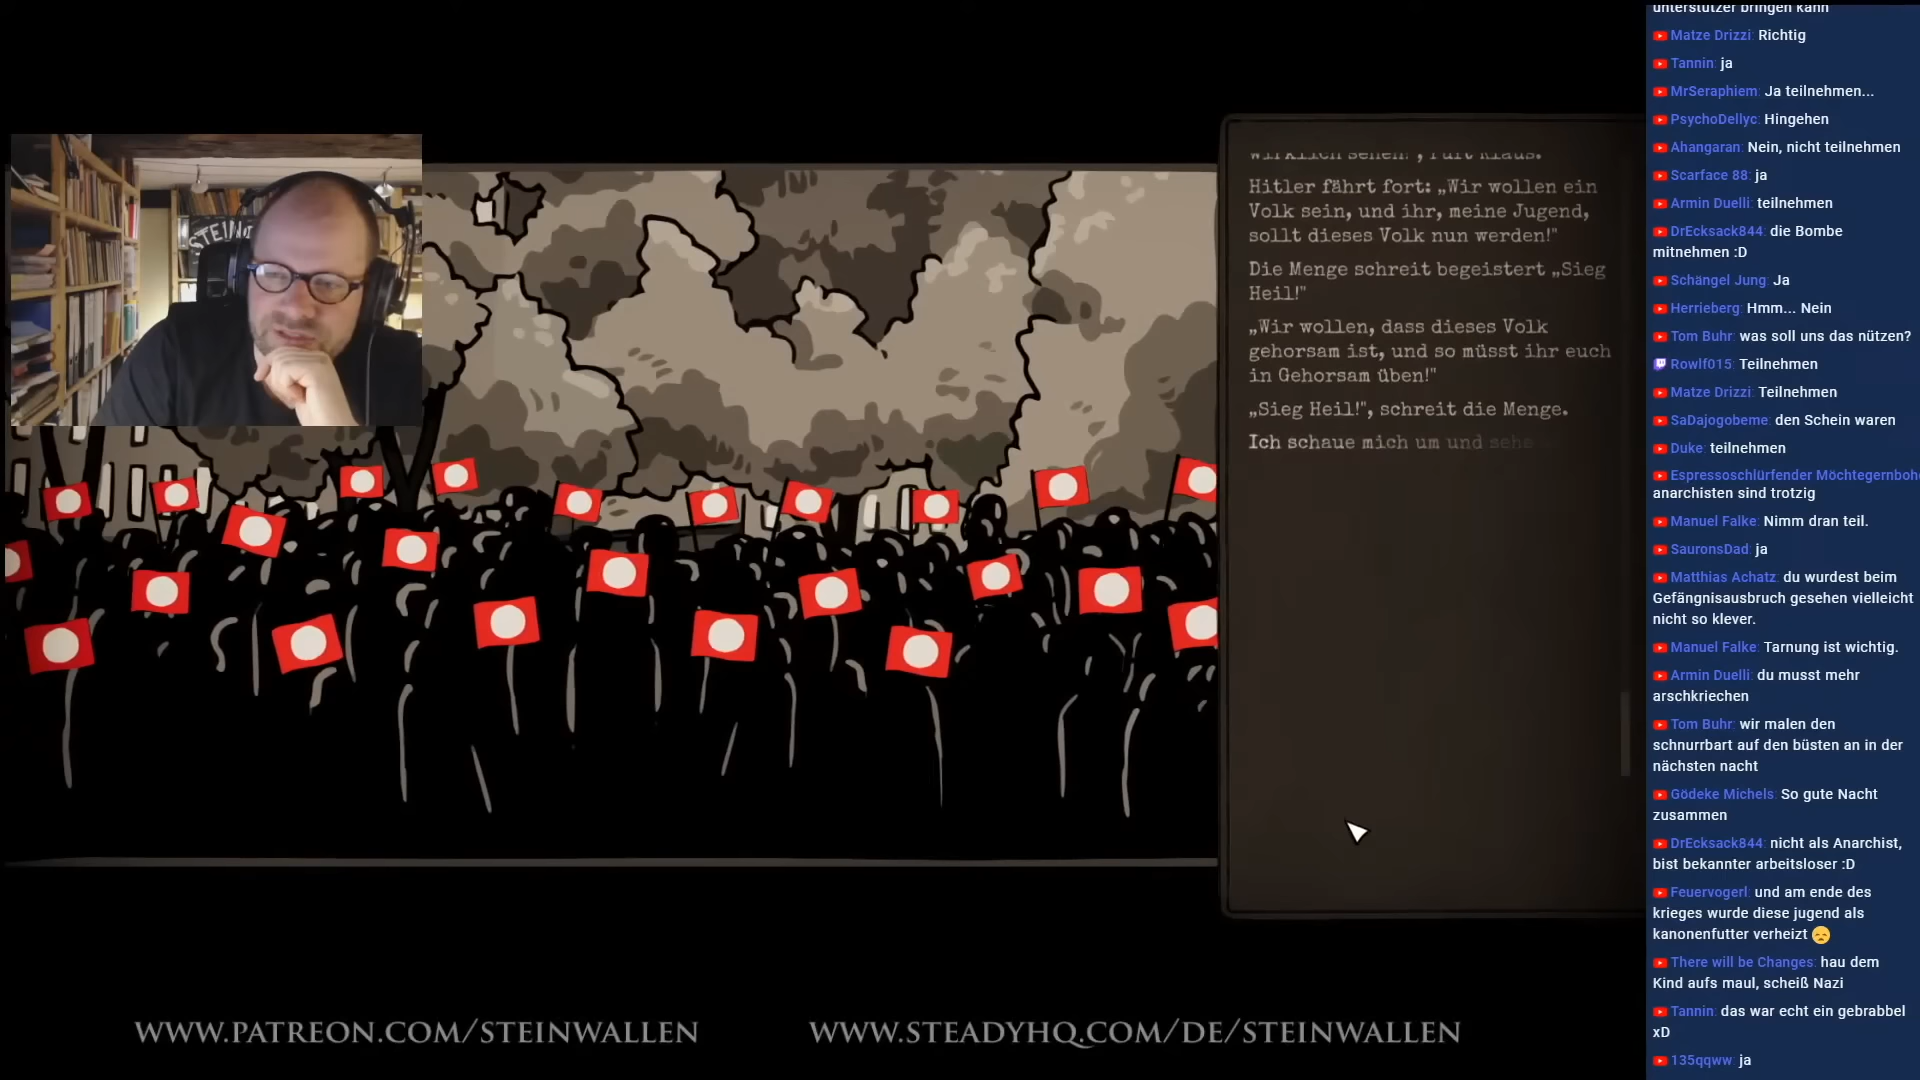 STEINW
Hitler fährt fort: „Wir wollen ein
Volk sein, und ihr, meine Jugend,
sollt dieses Volk nun werden!"
Die Menge schreit begeistert „Sieg
Heil!"
„Wir wollen, dass dieses Volk
gehorsam ist, und so müsst ihr euch
in Gehorsam üben!"
„Sieg Heil!", schreit die Menge.
Ich schaue mich um und sehe
WWW.PATREON.COM/STEINWALLEN
WWW.STEADYHQ.COM/DE/STEINWALLEN
unterstützer bringen kann
Matze Drizzi: Richtig
Tannin: ja
MrSeraphiem: Ja teilnehmen...
PsychoDellyc: Hingehen
Ahangaran: Nein, nicht teilnehmen
Scarface 88: ja
Armin Duelli: teilnehmen
DrEcksack844: die Bombe
mitnehmen :D
Schängel Jung: Ja
Herrieberg: Hmm... Nein
Tom Buhr: was soll uns das nützen?
Rowlf015: Teilnehmen
Matze Drizzi: Teilnehmen
SaDajogobeme: den Schein waren
Duke: teilnehmen
Espressoschlürfender Möchtegernbohe
anarchisten sind trotzig
Manuel Falke: Nimm dran teil.
SauronsDad: ja
Matthias Achatz: du wurdest beim
Gefängnisausbruch gesehen vielleicht
nicht so klever.
Manuel Falke: Tarnung ist wichtig.
Armin Duelli: du musst mehr
arschkriechen
Tom Buhr: wir malen den
schnurrbart auf den büsten an in der
nächsten nacht
Gödeke Michels: So gute Nacht
zusammen
DrEcksack844: nicht als Anarchist,
bist bekannter arbeitsloser :D
Feuervogerl: und am ende des
krieges wurde diese jugend als
kanonenfutter verheizt 😞
There will be Changes: hau dem
Kind aufs maul, scheiß Nazi
Tannin: das war echt ein gebrabbel
xD
135qqww: ja